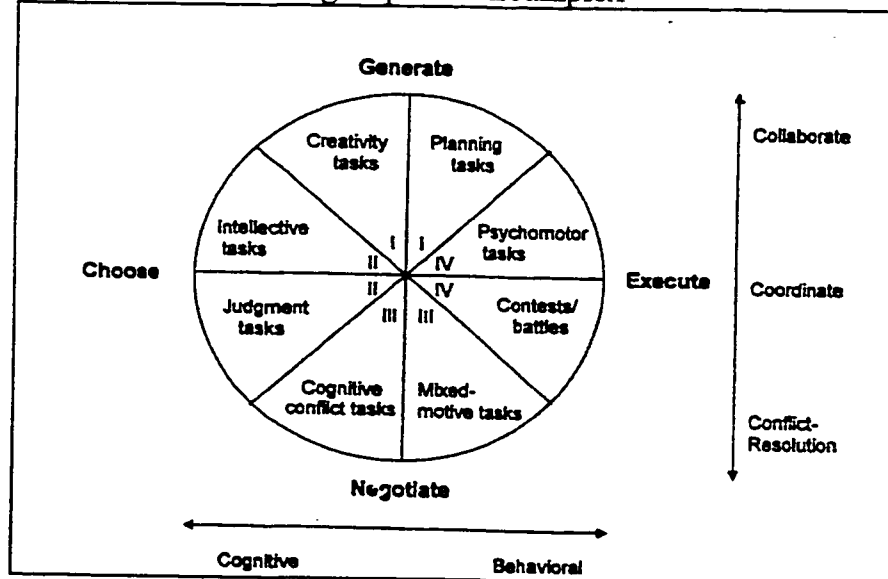 Generate
Creativity
tasks
Planning
tasks
Collaborate
Intellective
tasks
Psychomotor
tasks
I I
II IV
Choose
Execute
II IV
Coordinate
Judgment
tasks
III III
Contests/
battles
Cognitive
conflict tasks
Mixed-
motive tasks
Conflict-
Resolution
Negotiate
Cognitive
Behavioral